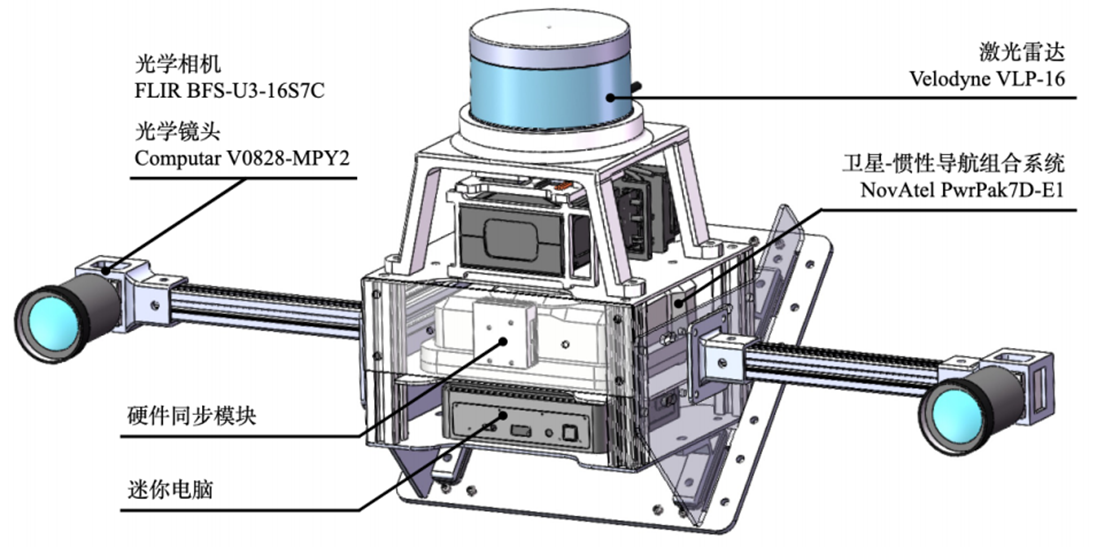 光学相机
FLIR BFS-U3-16S7C
光学镜头
Computar V0828-MPY2
激光雷达
Velodyne VLP-16
卫星-惯性导航组合系统
NovAtel PwrPak7D-E1
硬件同步模块
迷你电脑